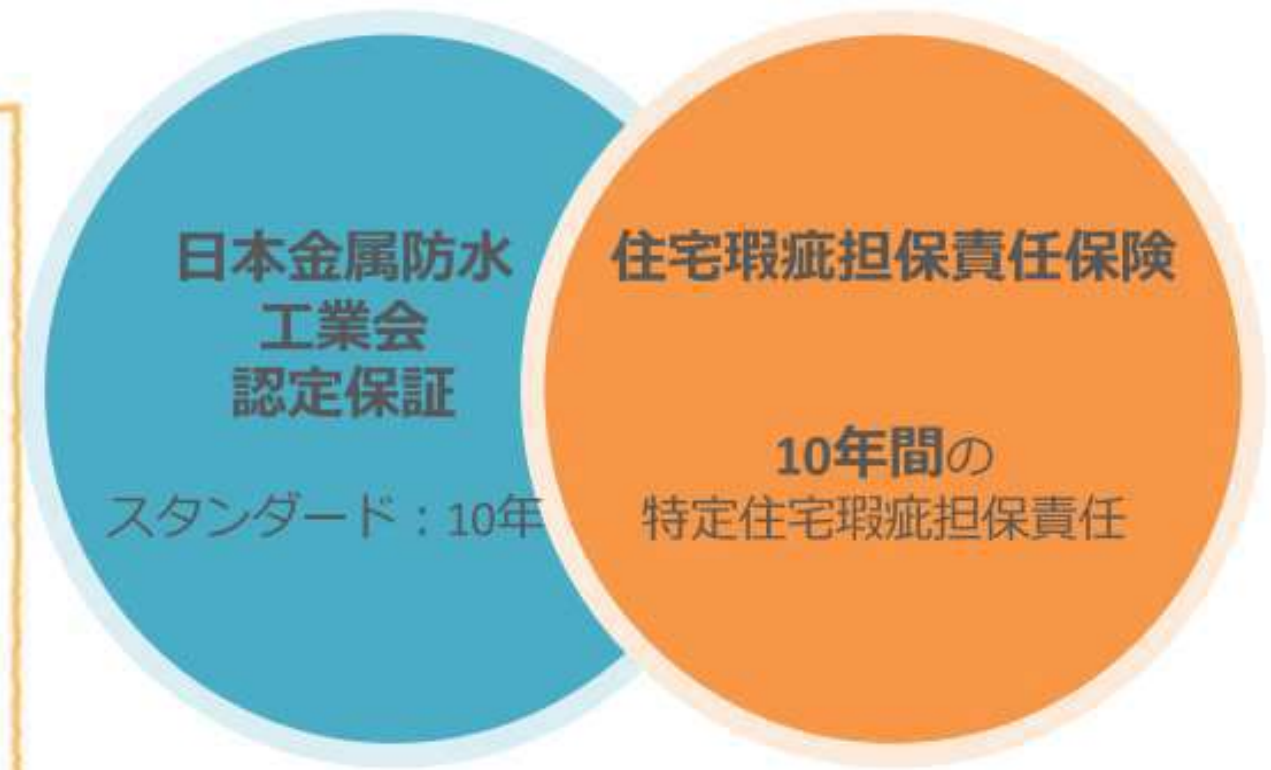 日本金属防水
工業会
認定保証
スタンダード：10年
住宅瑕疵担保責任保険
10年間の
特定住宅瑕疵担保責任